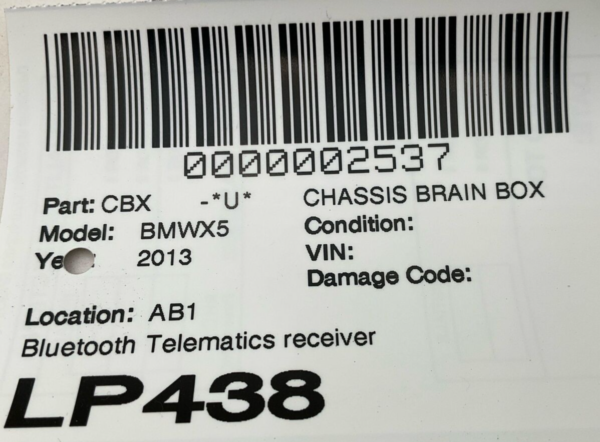 0000002537
Part: CBX -*U* CHASSIS BRAIN BOX
Model: BMWX5 Condition:
Ye : 2013 VIN:
Damage Code:
Location: AB1
Bluetooth Telematics receiver
LP438